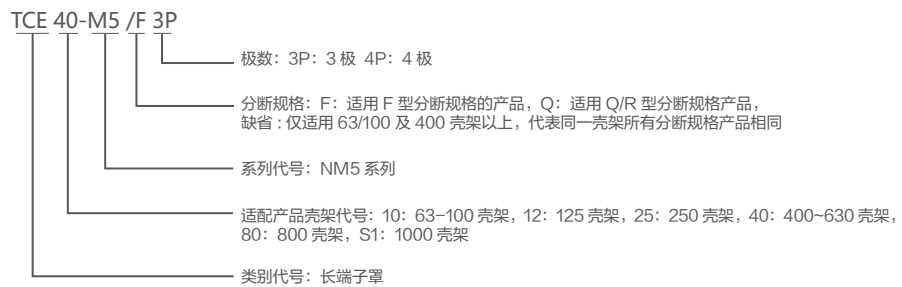 TCE 40-M5 /F 3P
极数：3P：3 极 4P：4 极
分断规格：F：适用 F 型分断规格的产品，Q：适用 Q/R 型分断规格产品，
缺省：仅适用 63/100 及 400 壳架以上，代表同一壳架所有分断规格产品相同
系列代号：NM5 系列
适配产品壳架代号：10：63-100 壳架，12：125 壳架，25：250 壳架，40：400~630 壳架，
80：800 壳架，S1：1000 壳架
类别代号：长端子罩